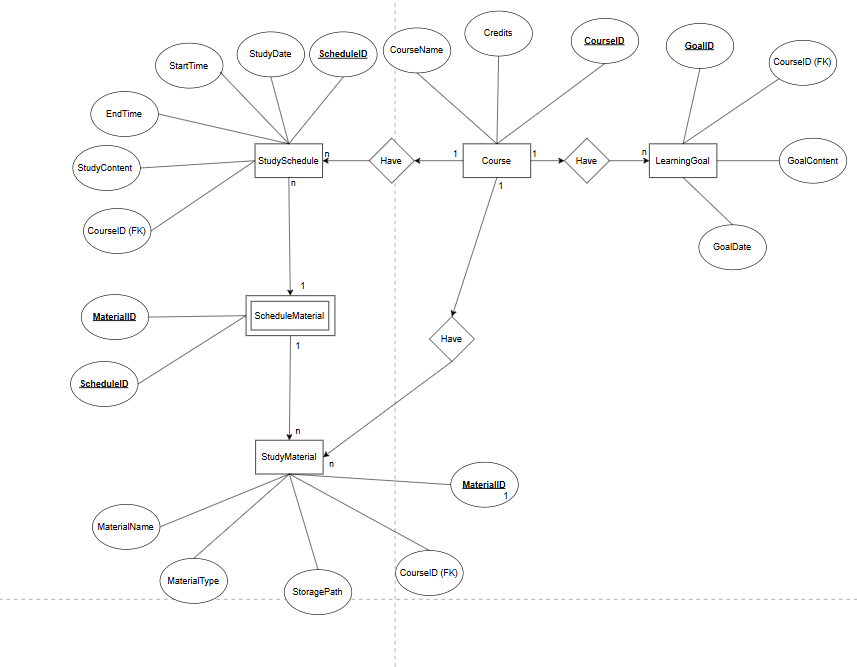 Credits
CourseName
CourseID
GoalID
StudyDate
ScheduleID
StartTime
CourseID (FK)
EndTime
n
1
1
n
StudySchedule
Have
Course
Have
LearningGoal
GoalContent
StudyContent
n
1
CourseID (FK)
GoalDate
1
MaterialID
ScheduleMaterial
Have
1
ScheduleID
n
StudyMaterial
n
MaterialID
1
MaterialName
CourseID (FK)
MaterialType
StoragePath